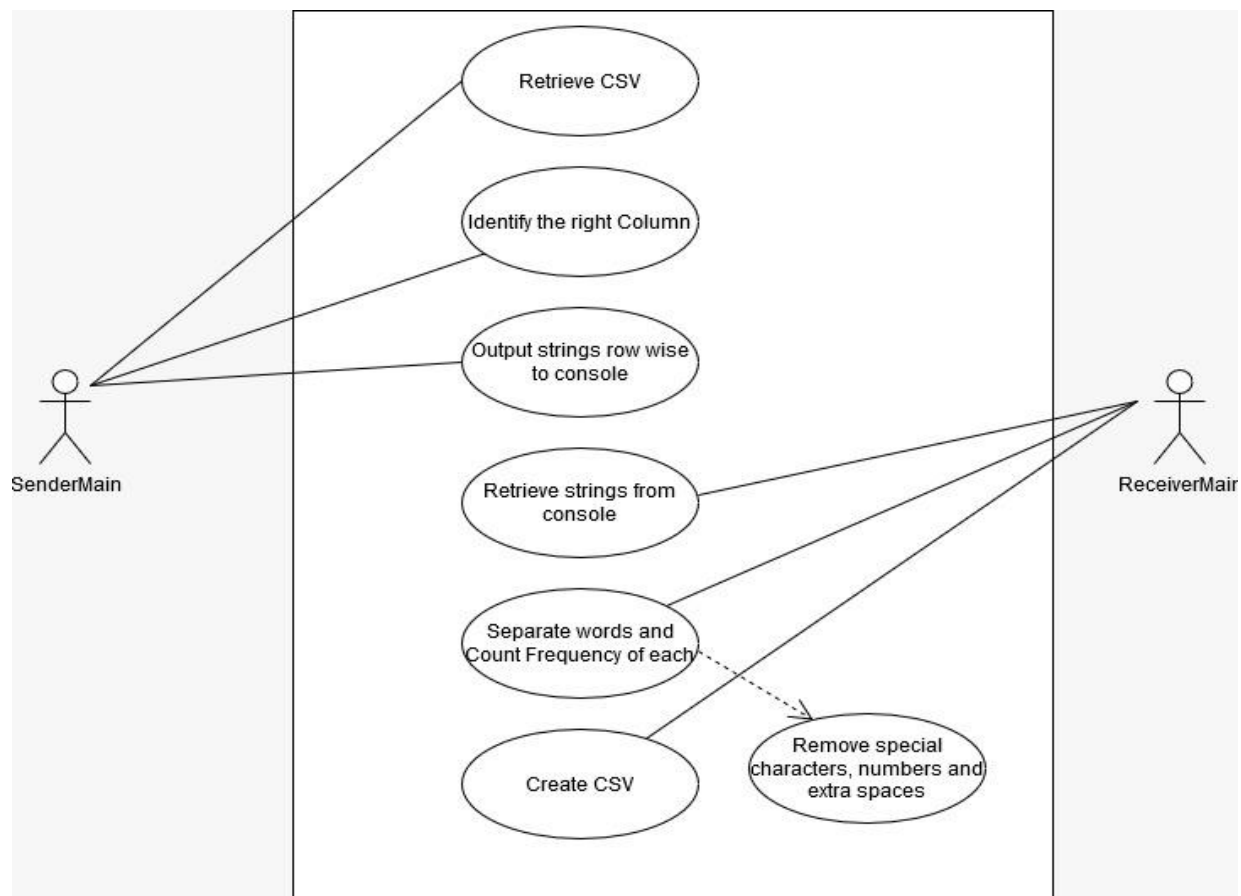 Retrieve CSV
Identify the right Column
Output strings row wise
to console
SenderMain
ReceiverMain
Retrieve strings from
console
Separate words and
Count Frequency of each
Remove special
characters, numbers and
extra spaces
Create CSV